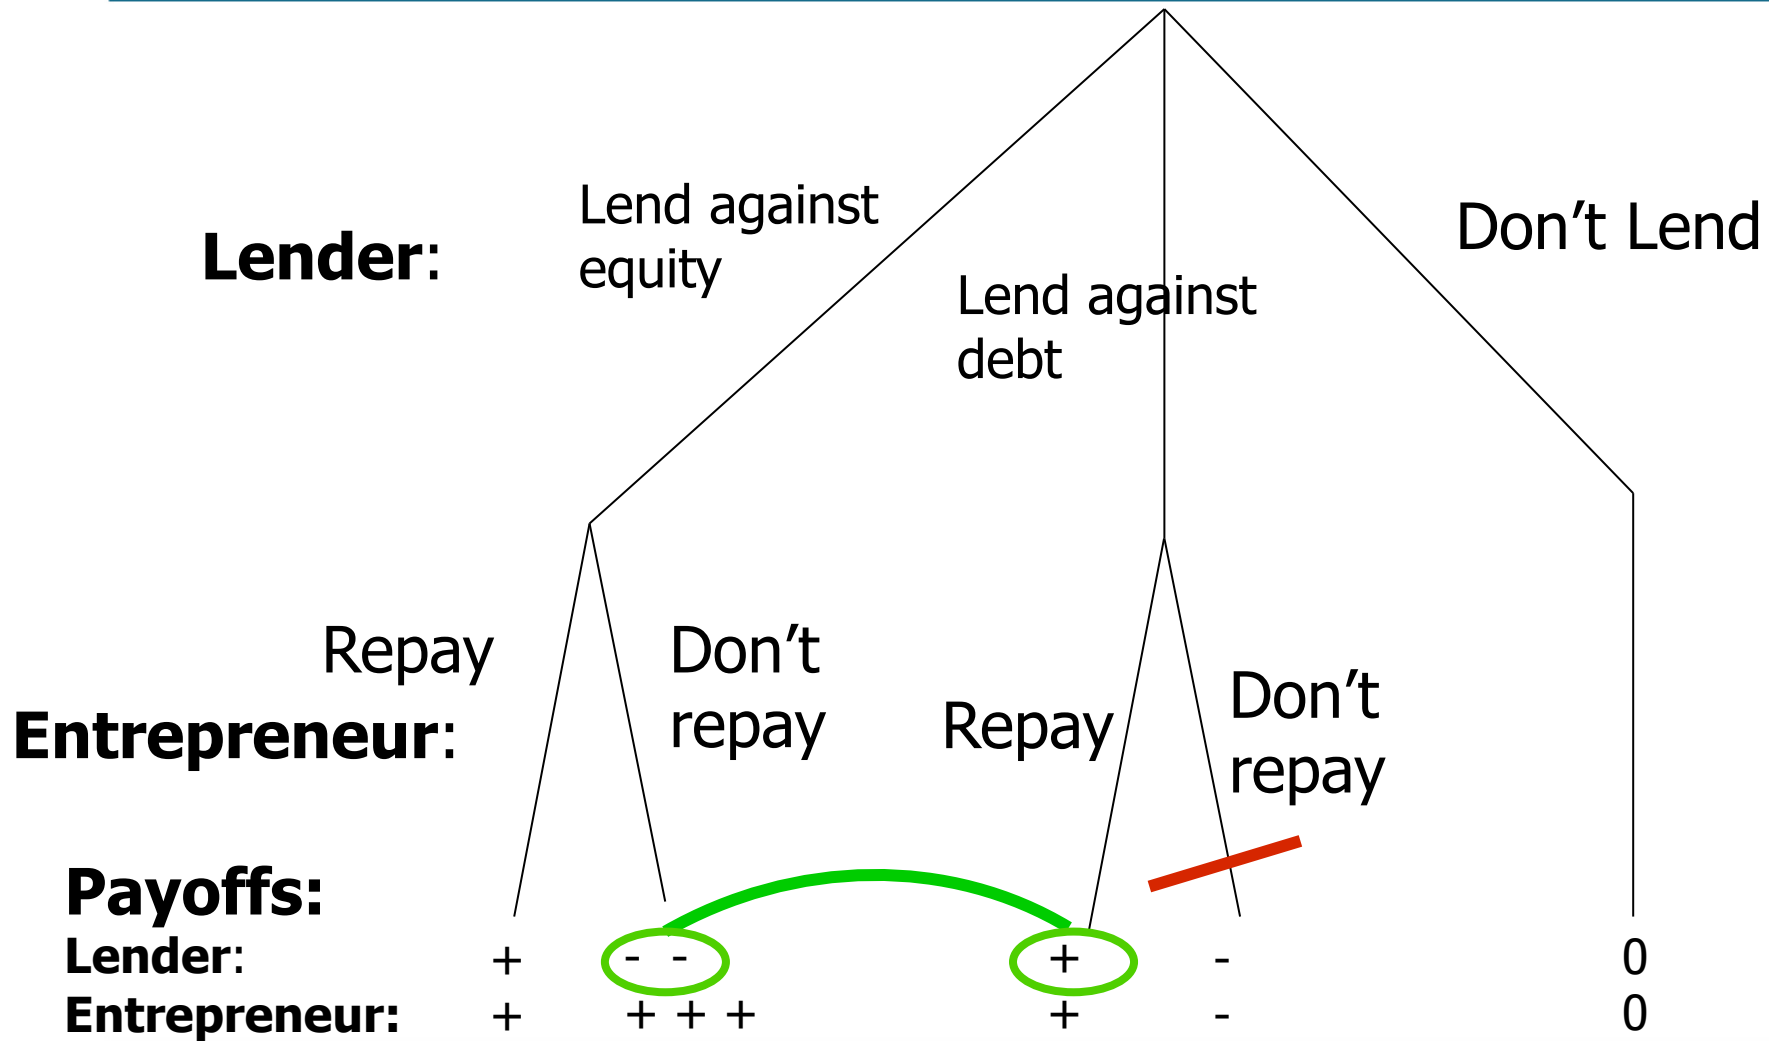 Lend against
equity
Lender:
Don’t Lend
Lend against
debt
Repay
Don’t
repay
Repay
Don’t
repay
Entrepreneur:
Payoffs:
Lender: + - - + - 0
Entrepreneur: + + + + + - 0